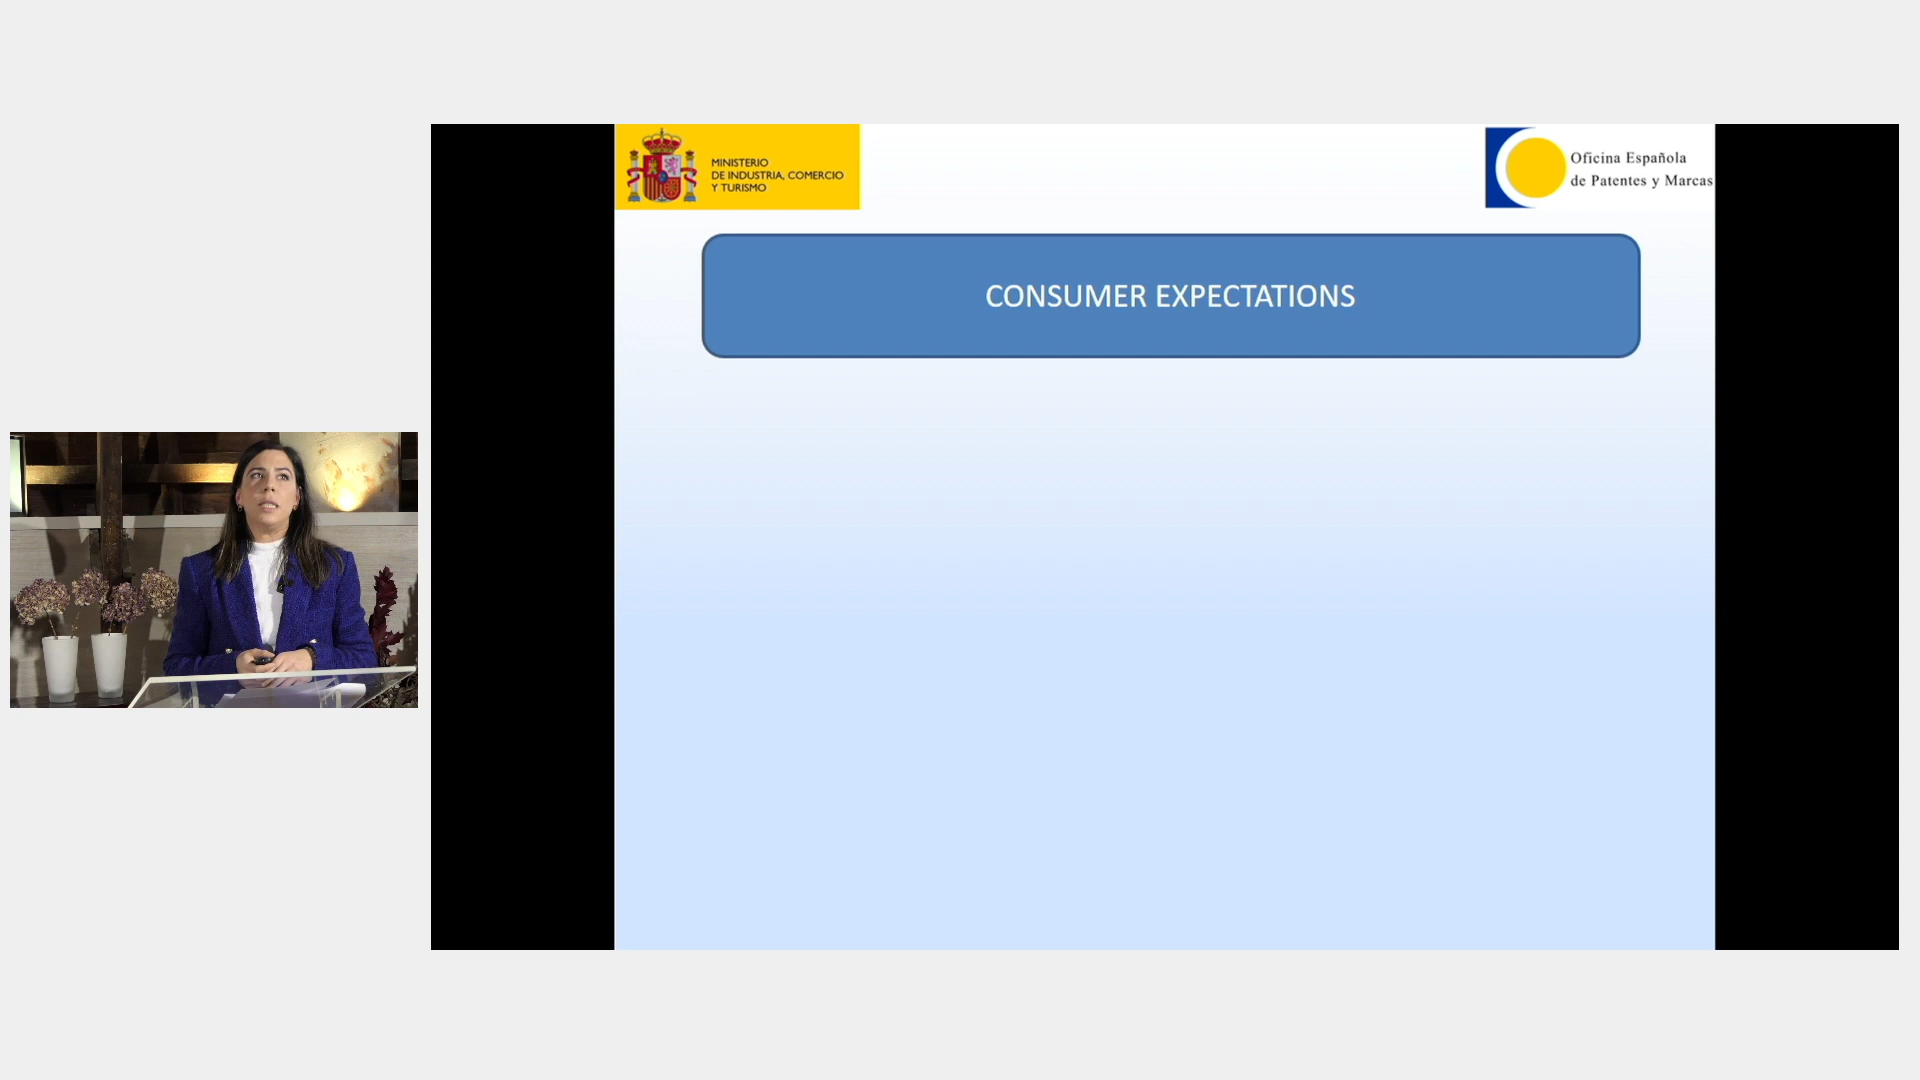 MINISTERIO
DE INDUSTRIA, COMERCIO
Y TURISMO
Oficina Española
de Patentes y Marcas
CONSUMER EXPECTATIONS